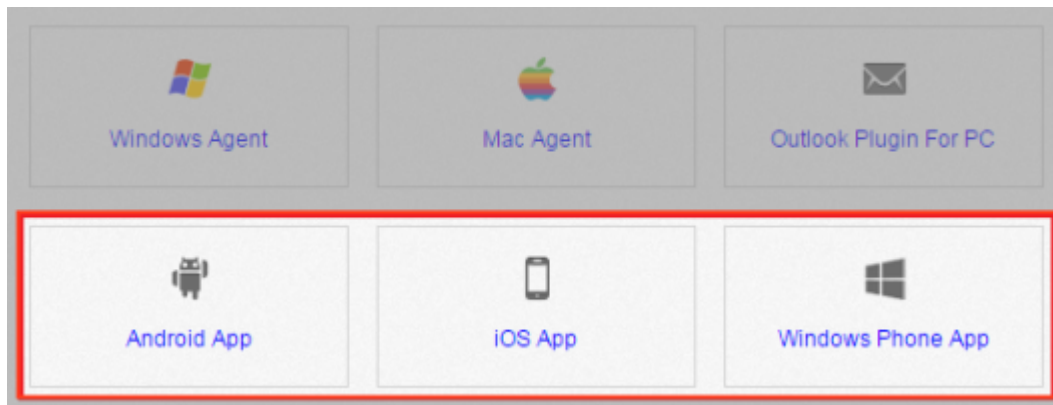 Windows Agent
Mac Agent
Outlook Plugin For PC
Android App
iOS App
Windows Phone App